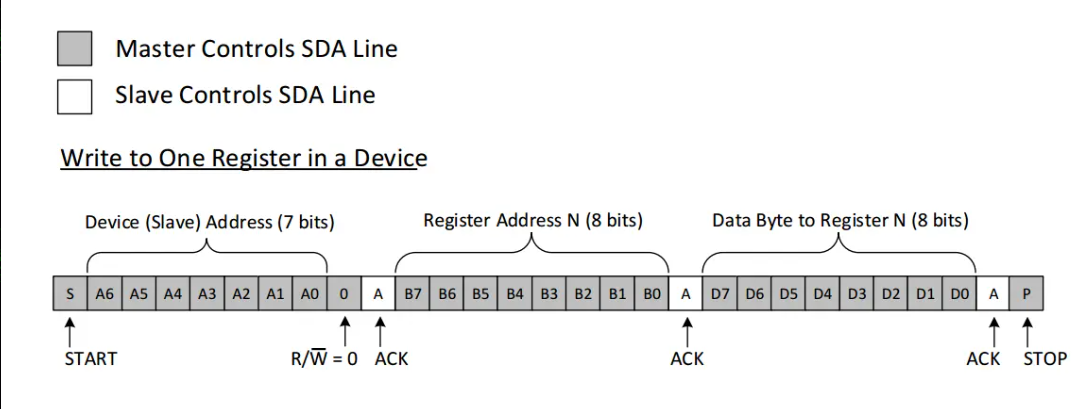 Master Controls SDA Line
Slave Controls SDA Line
Write to One Register in a Device
Device (Slave) Address (7 bits) Register Address N (8 bits) Data Byte to Register N (8 bits)
S A6 A5 A4 A3 A2 A1 A0 0 A B7 B6 B5 B4 B3 B2 B1 B0 A D7 D6 D5 D4 D3 D2 D1 D0 A P
START R/W̅ = 0 ACK ACK ACK STOP